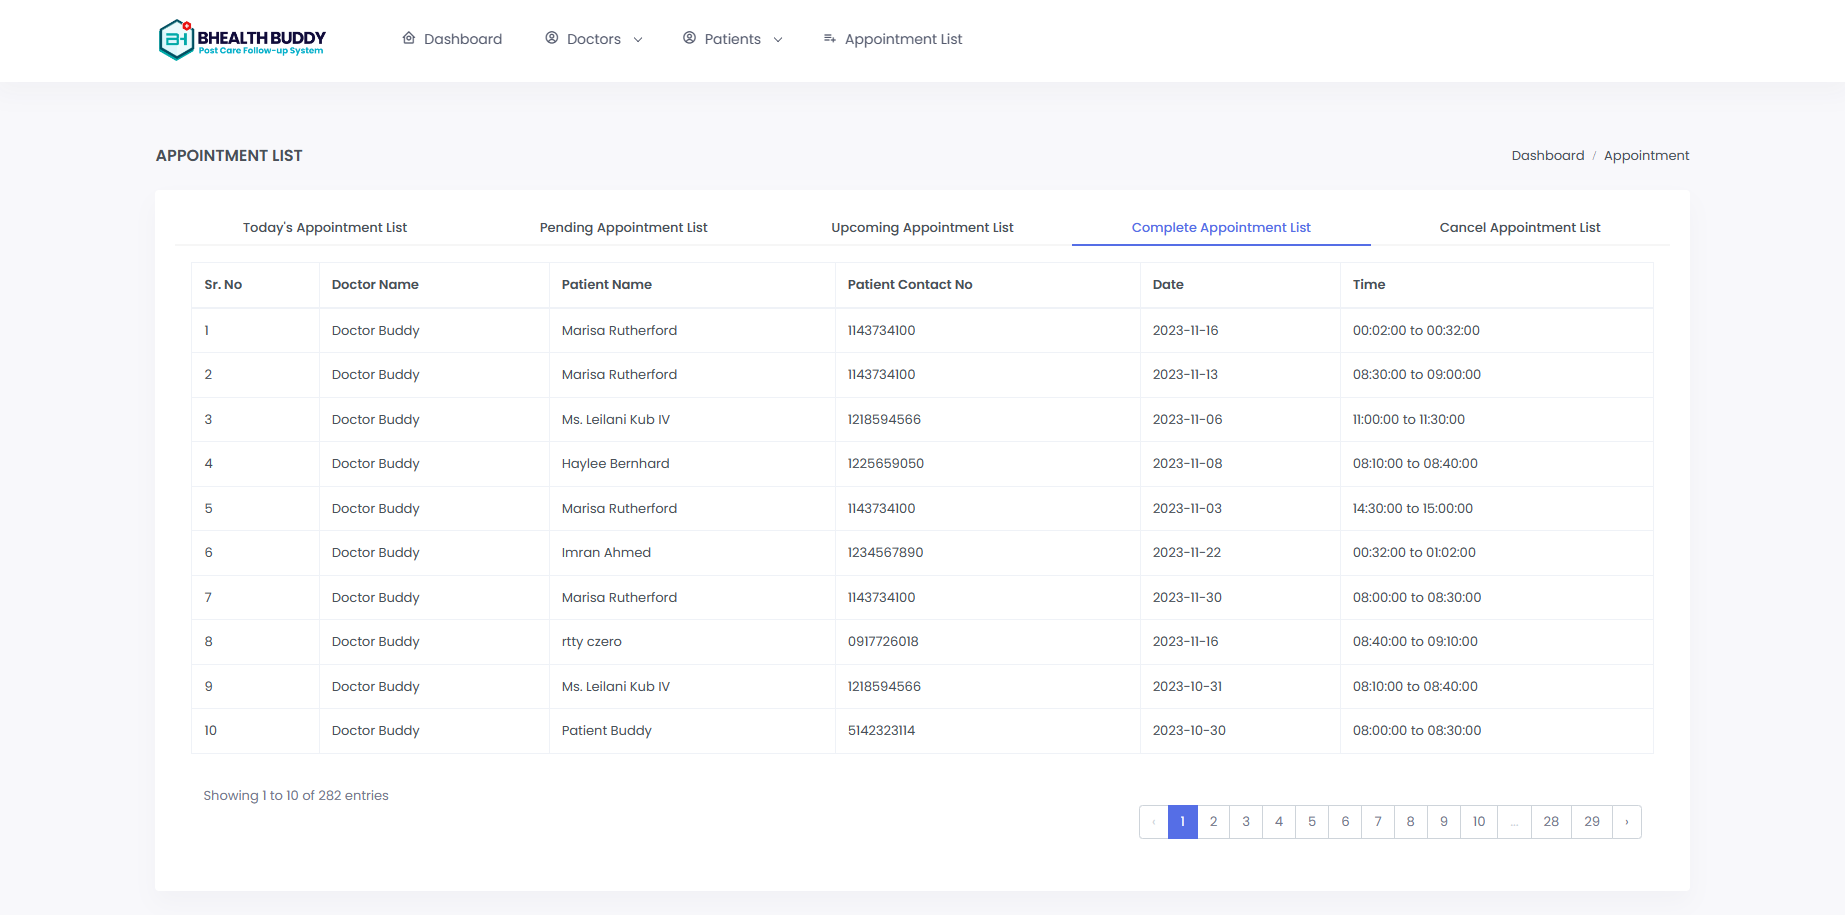 BHEALTH BUDDY
Post Care Follow-up System
Dashboard Doctors Patients Appointment List
APPOINTMENT LIST
Dashboard / Appointment
Today's Appointment List Pending Appointment List Upcoming Appointment List Complete Appointment List Cancel Appointment List
Sr. No Doctor Name Patient Name Patient Contact No Date Time
1 Doctor Buddy Marisa Rutherford 1143734100 2023-11-16 00:02:00 to 00:32:00
2 Doctor Buddy Marisa Rutherford 1143734100 2023-11-13 08:30:00 to 09:00:00
3 Doctor Buddy Ms. Leilani Kub IV 1218594566 2023-11-06 11:00:00 to 11:30:00
4 Doctor Buddy Haylee Bernhard 1225659050 2023-11-08 08:10:00 to 08:40:00
5 Doctor Buddy Marisa Rutherford 1143734100 2023-11-03 14:30:00 to 15:00:00
6 Doctor Buddy Imran Ahmed 1234567890 2023-11-22 00:32:00 to 01:02:00
7 Doctor Buddy Marisa Rutherford 1143734100 2023-11-30 08:00:00 to 08:30:00
8 Doctor Buddy rtty czero 0917726018 2023-11-16 08:40:00 to 09:10:00
9 Doctor Buddy Ms. Leilani Kub IV 1218594566 2023-10-31 08:10:00 to 08:40:00
10 Doctor Buddy Patient Buddy 5142323114 2023-10-30 08:00:00 to 08:30:00
Showing 1 to 10 of 282 entries
‹ 1 2 3 4 5 6 7 8 9 10 ... 28 29 ›